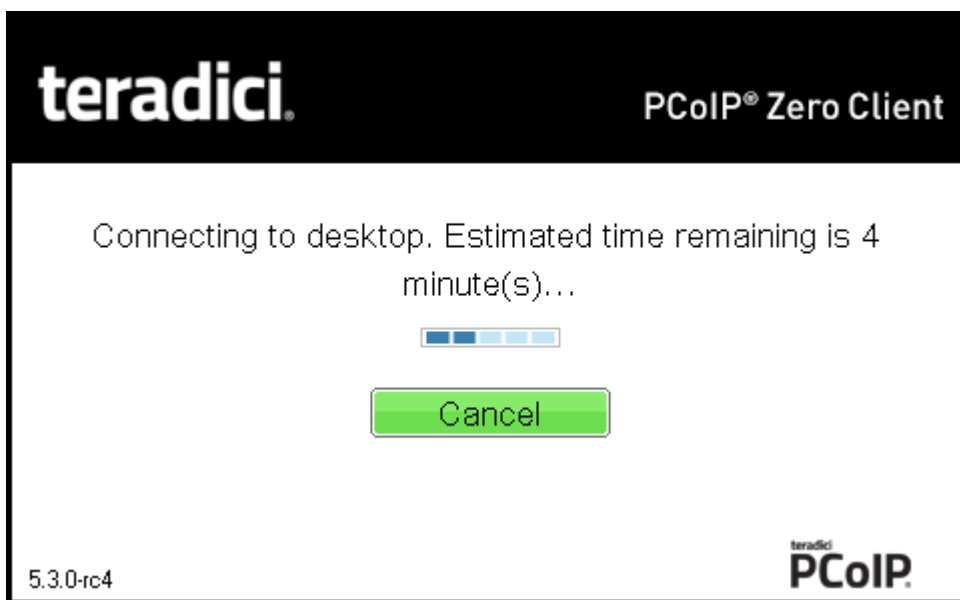 teradici.
PCoIP® Zero Client
Connecting to desktop. Estimated time remaining is 4
minute(s)...
Cancel
5.3.0-rc4
teradici
PCoIP.